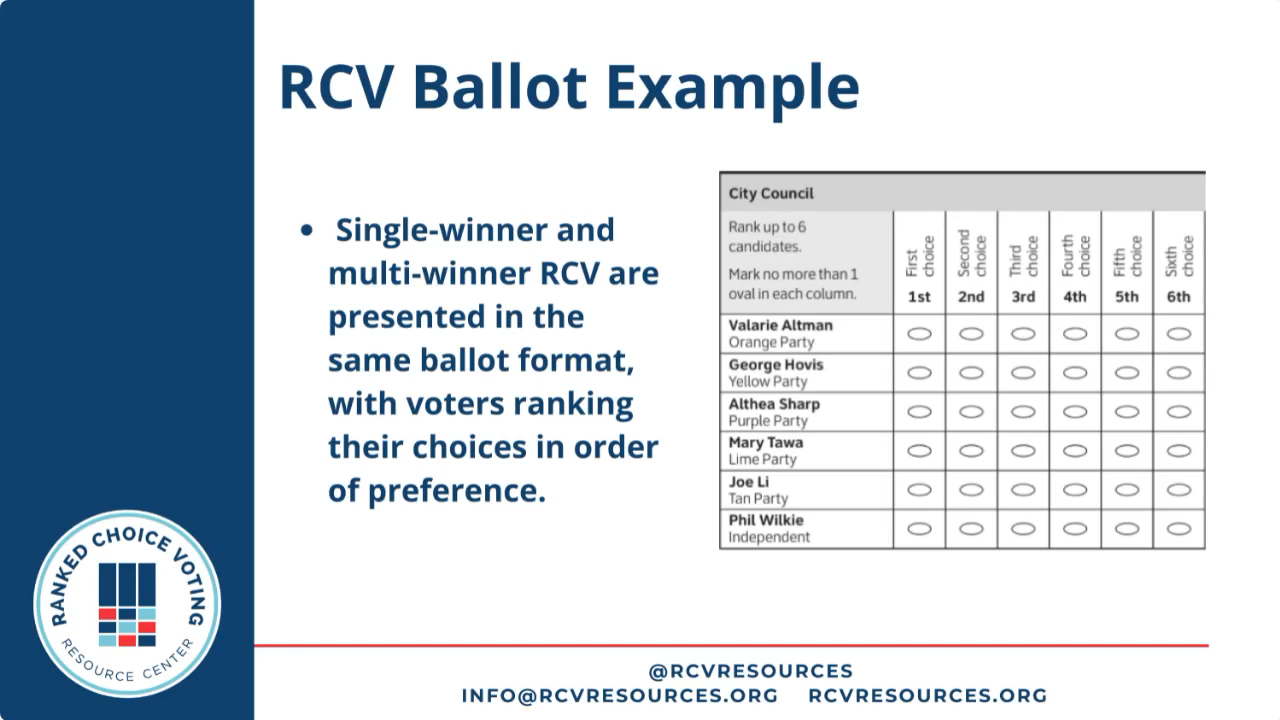 RCV Ballot Example
• Single-winner and
multi-winner RCV are
presented in the
same ballot format,
with voters ranking
their choices in order
of preference.
City Council
Rank up to 6
candidates.
Mark no more than 1
oval in each column.
First choice
Second choice
Third choice
Fourth choice
Fifth choice
Sixth choice
1st 2nd 3rd 4th 5th 6th
Valarie Altman
Orange Party
George Hovis
Yellow Party
Althea Sharp
Purple Party
Mary Tawa
Lime Party
Joe Li
Tan Party
Phil Wilkie
Independent
RANKED CHOICE VOTING
RESOURCE CENTER
@RCVRESOURCES
INFO@RCVRESOURCES.ORG RCVRESOURCES.ORG